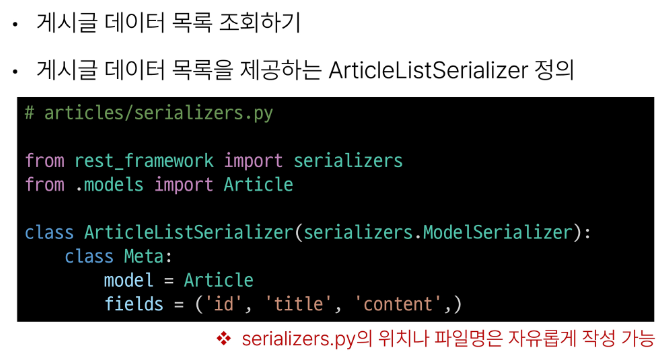 • 게시글 데이터 목록 조회하기
• 게시글 데이터 목록을 제공하는 ArticleListSerializer 정의
# articles/serializers.py
from rest_framework import serializers
from .models import Article
class ArticleListSerializer(serializers.ModelSerializer):
    class Meta:
        model = Article
        fields = ('id', 'title', 'content',)
❖ serializers.py의 위치나 파일명은 자유롭게 작성 가능